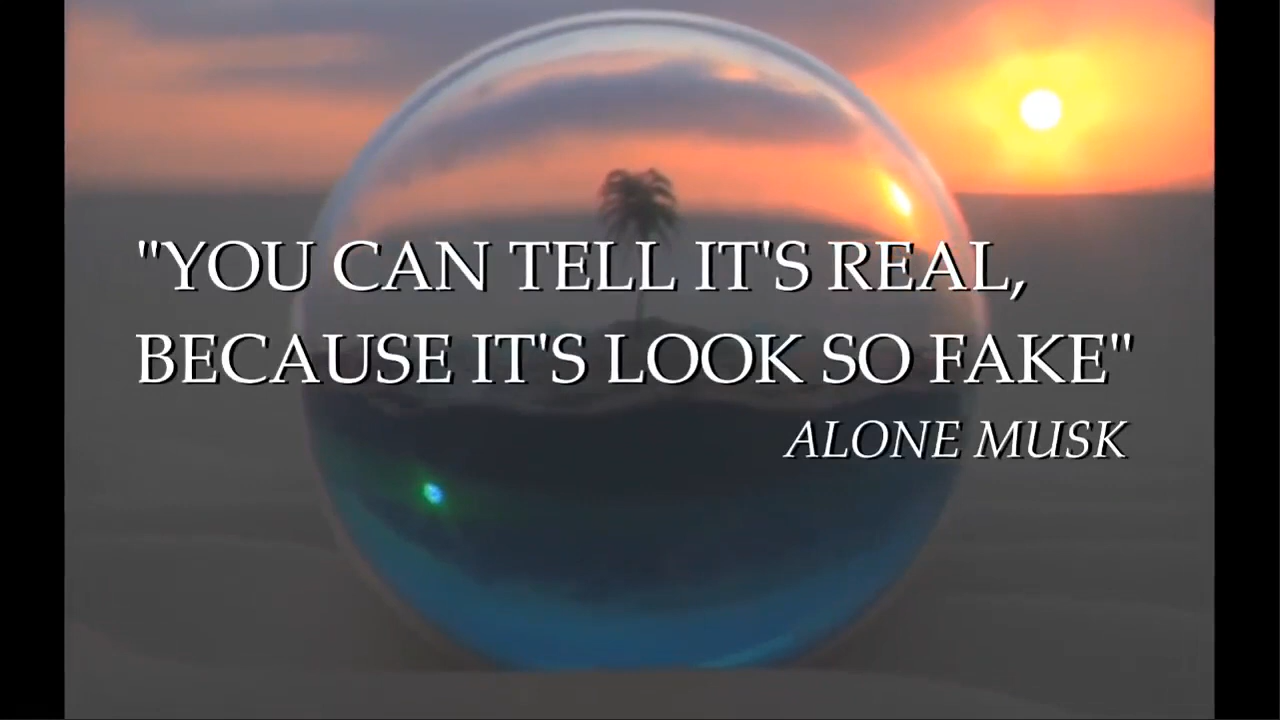 "YOU CAN TELL IT'S REAL,
BECAUSE IT'S LOOK SO FAKE"
ALONE MUSK